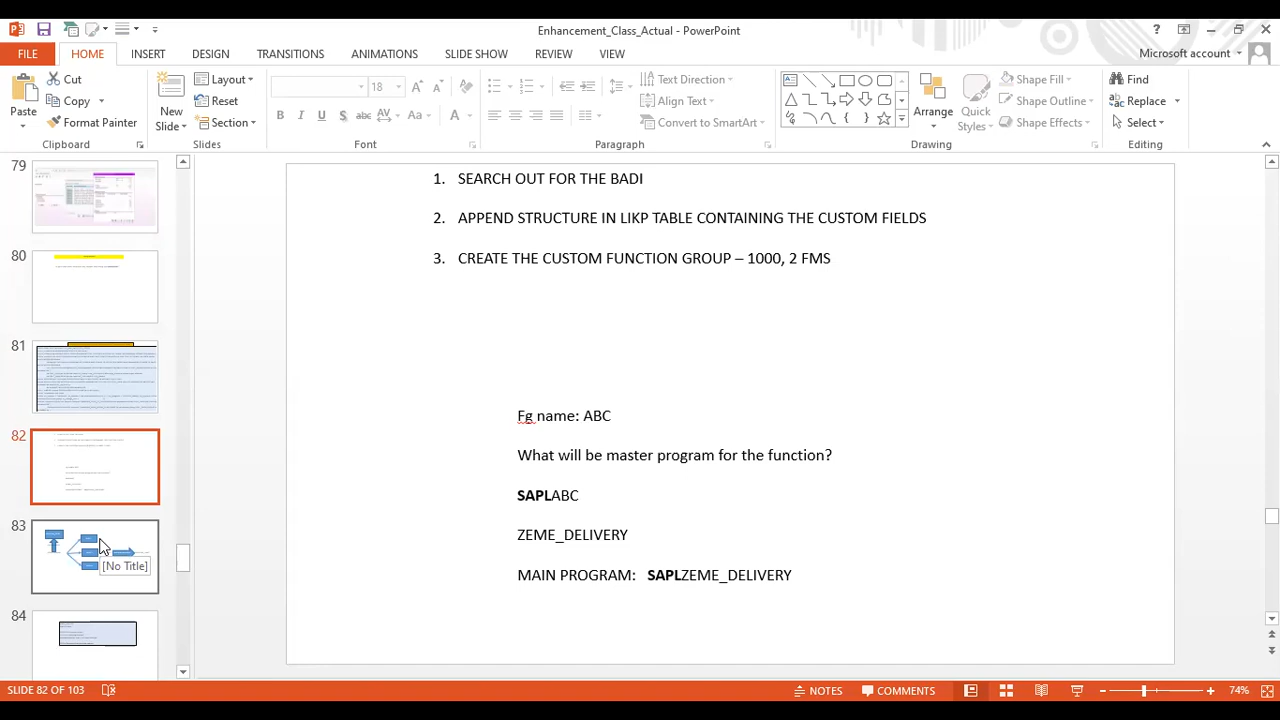 Enhancement_Class_Actual - PowerPoint
FILE HOME INSERT DESIGN TRANSITIONS ANIMATIONS SLIDE SHOW REVIEW VIEW Microsoft account
Paste
Cut
Copy
Format Painter
Clipboard
New
Slide
Layout
Reset
Section
Slides
18
B I U S abc AV Aa A
Font
Text Direction
Align Text
Convert to SmartArt
Paragraph
Arrange
Quick
Styles
Shape Fill
Shape Outline
Shape Effects
Drawing
Find
Replace
Select
Editing
79
80
81
82
83
[No Title]
84
1. SEARCH OUT FOR THE BADI
2. APPEND STRUCTURE IN LIKP TABLE CONTAINING THE CUSTOM FIELDS
3. CREATE THE CUSTOM FUNCTION GROUP – 1000, 2 FMS
Fg name: ABC
What will be master program for the function?
SAPLABC
ZEME_DELIVERY
MAIN PROGRAM: SAPLZEME_DELIVERY
SLIDE 82 OF 103 NOTES COMMENTS 74%